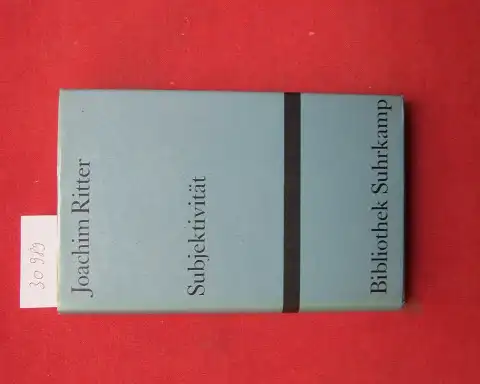 Joachim Ritter
Subjektivität
Bibliothek Suhrkamp